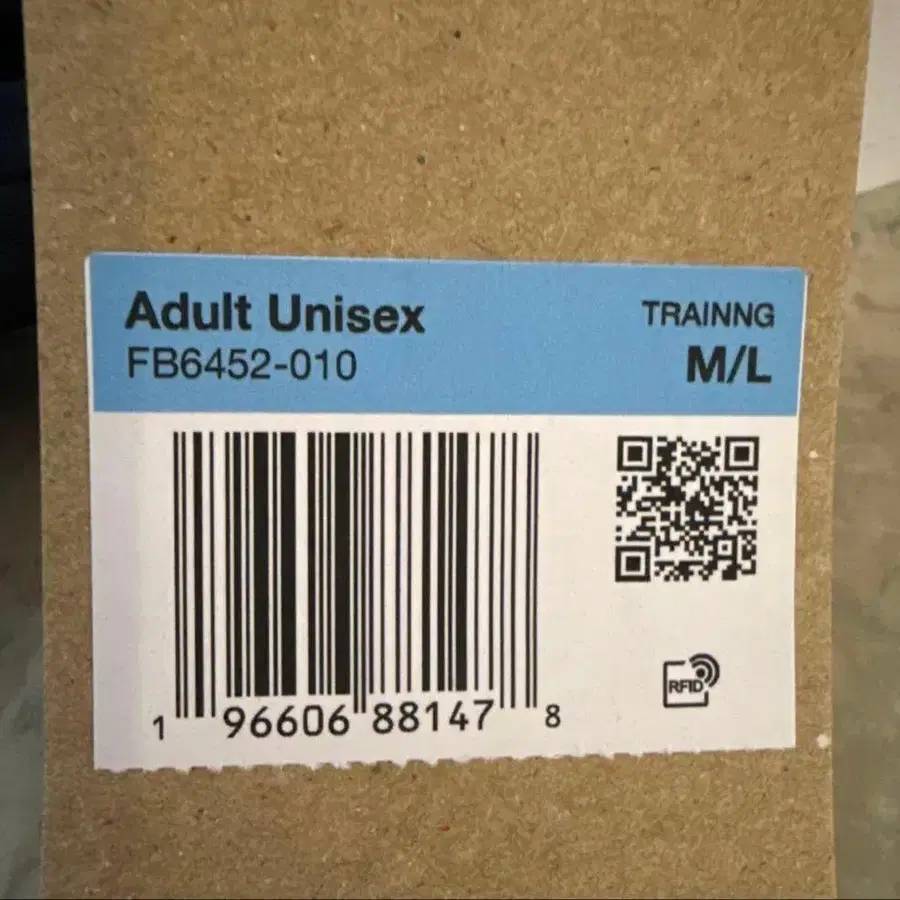 Adult Unisex
TRAINNG
FB6452-010
M/L
1 96606 88147 8
RFID